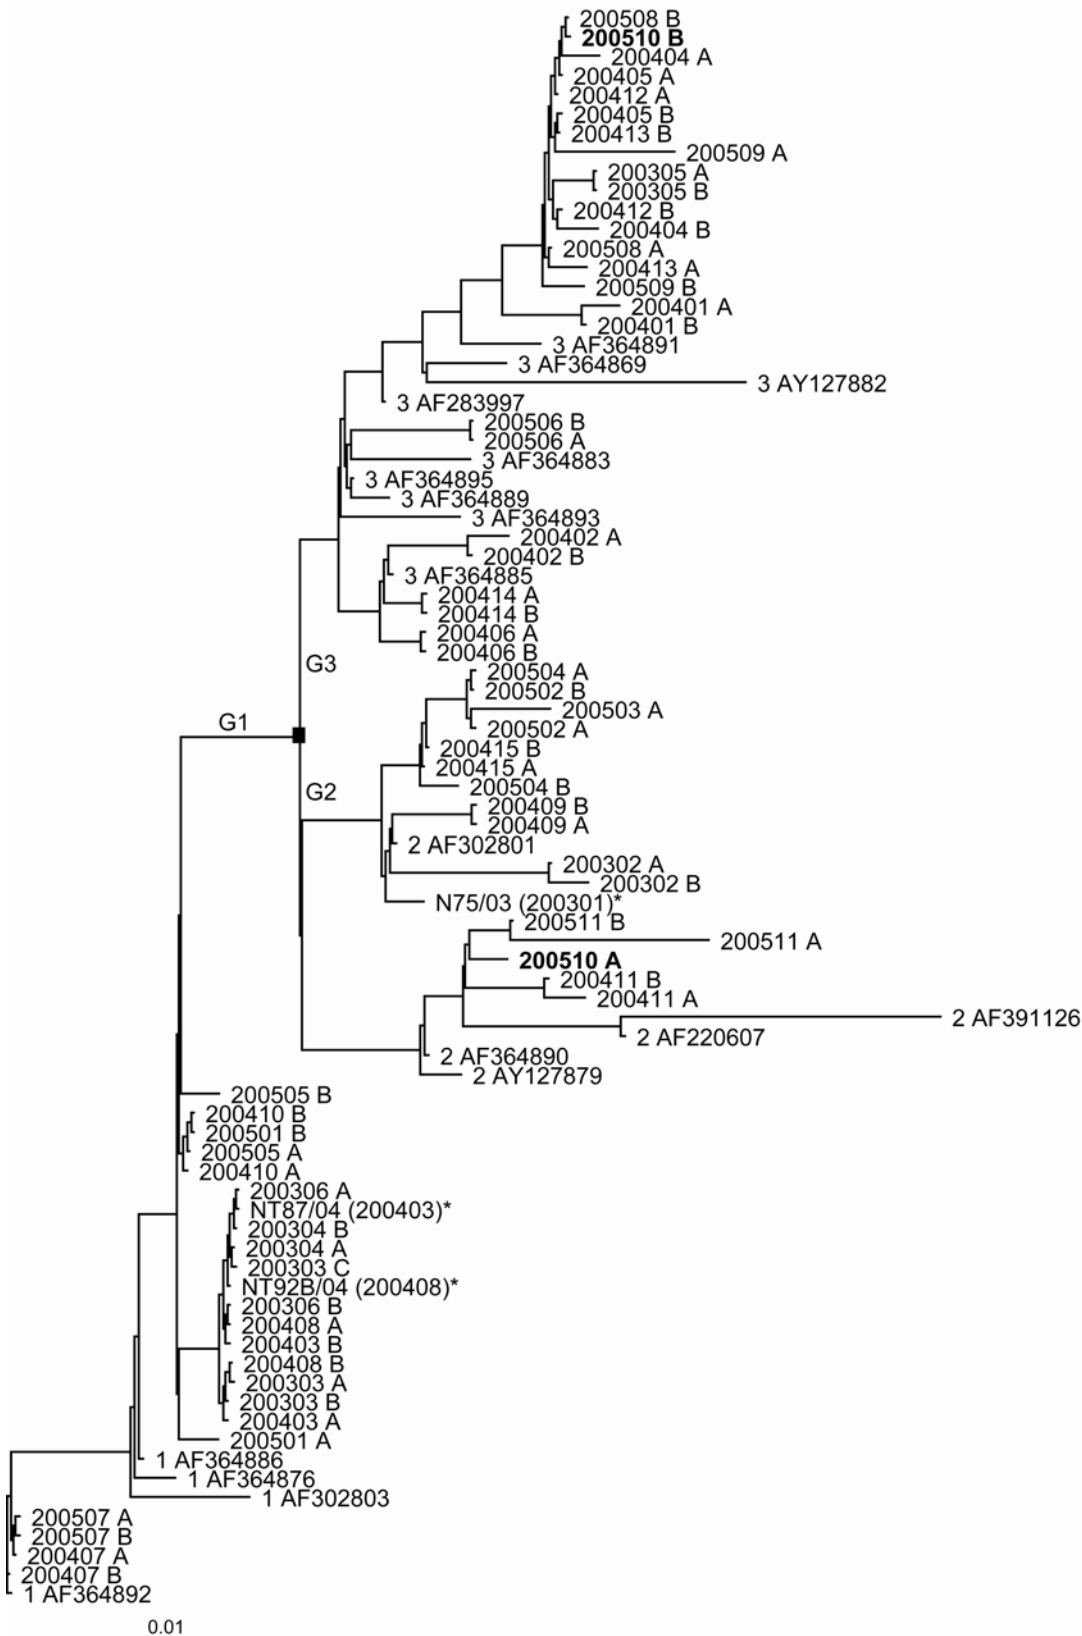 200508 B
200510 B
200404 A
200405 A
200412 A
200405 B
200413 B
200509 A
200305 A
200305 B
200412 B
200404 B
200508 A
200413 A
200509 B
200401 A
200401 B
3 AF364891
3 AF364869
3 AY127882
3 AF283997
200506 B
200506 A
3 AF364883
3 AF364895
3 AF364889
3 AF364893
200402 A
200402 B
3 AF364885
200414 A
200414 B
200406 A
200406 B
G3
200504 A
200502 B
200503 A
200502 A
G1
200415 B
200415 A
200504 B
G2
200409 B
200409 A
2 AF302801
200302 A
200302 B
N75/03 (200301)*
200511 B
200511 A
200510 A
200411 B
200411 A
2 AF391126
2 AF220607
2 AF364890
2 AY127879
200505 B
200410 B
200501 B
200505 A
200410 A
200306 A
NT87/04 (200403)*
200304 B
200304 A
200303 C
NT92B/04 (200408)*
200306 B
200408 A
200403 B
200408 B
200303 A
200303 B
200403 A
200501 A
1 AF364886
1 AF364876
1 AF302803
200507 A
200507 B
200407 A
200407 B
1 AF364892
0.01